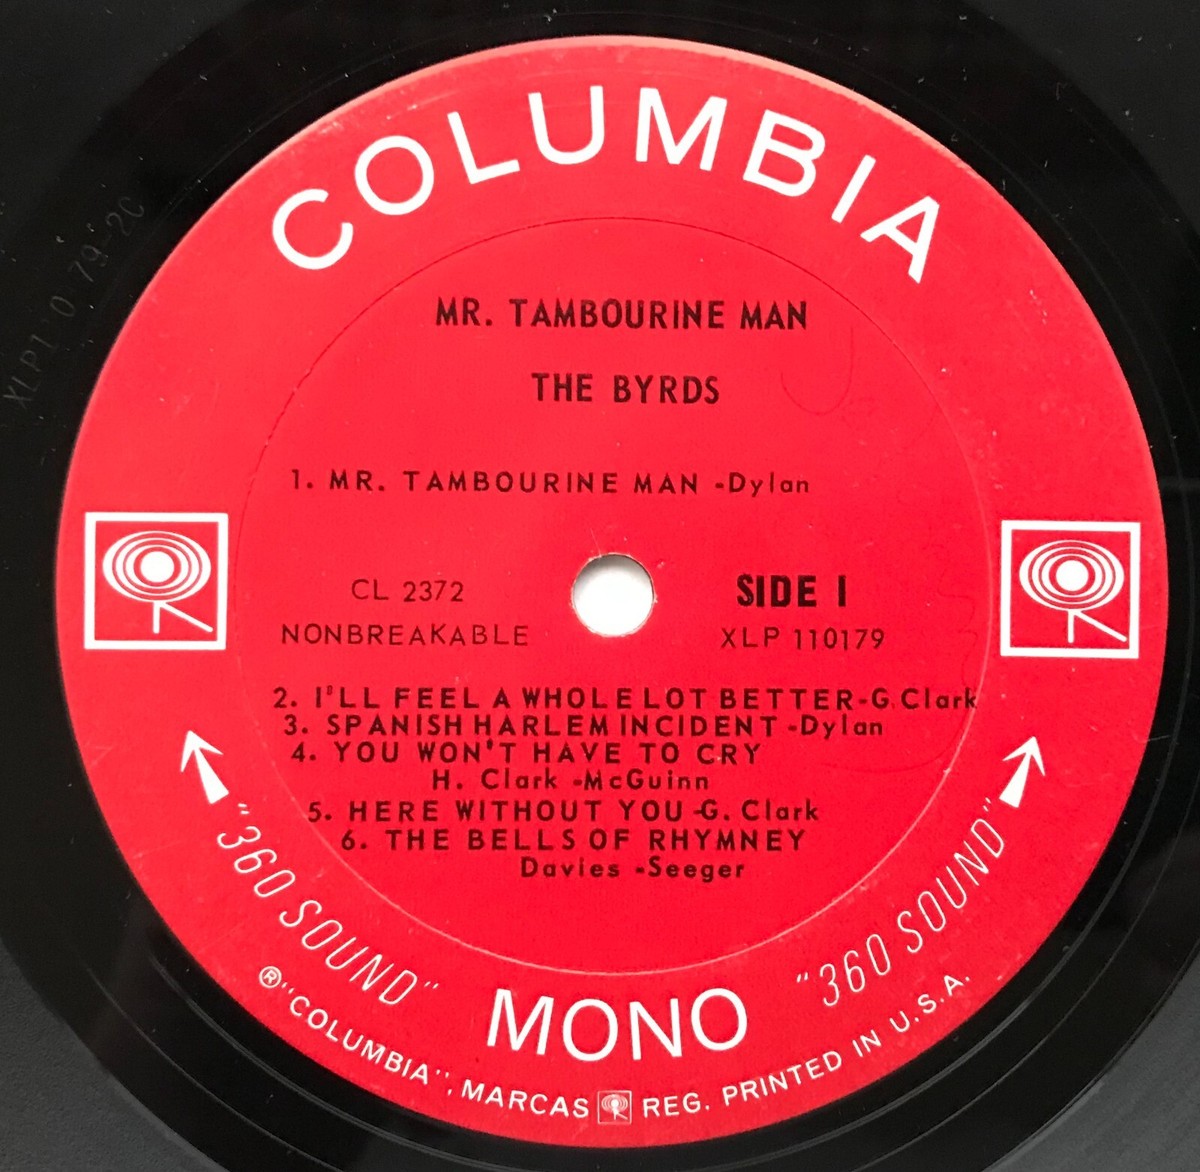 COLUMBIA
MR. TAMBOURINE MAN
THE BYRDS
1. MR. TAMBOURINE MAN -Dylan
CL 2372
SIDE 1
NONBREAKABLE
XLP 110179
2. I'LL FEEL A WHOLE LOT BETTER-G. Clark
3. SPANISH HARLEM INCIDENT -Dylan
4. YOU WON'T HAVE TO CRY
H. Clark -McGuinn
5. HERE WITHOUT YOU -G. Clark
6. THE BELLS OF RHYMNEY
Davies -Seeger
"360 SOUND"
MONO
"360 SOUND"
® "COLUMBIA", MARCAS REG. PRINTED IN U.S.A.